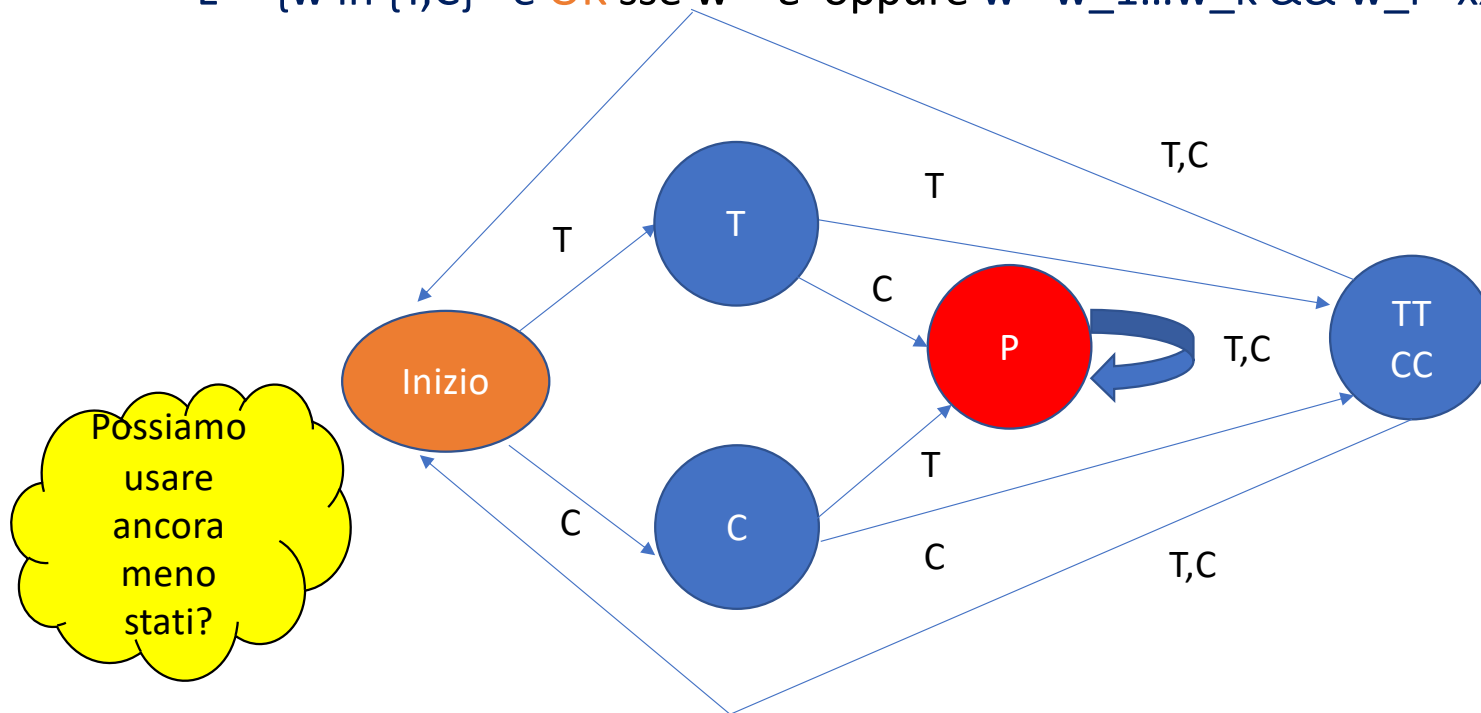 T,C
T
T
T
C
P
T,C
TT
CC
Inizio
Possiamo
usare
ancora
meno
stati?
T
C
C
C
T,C